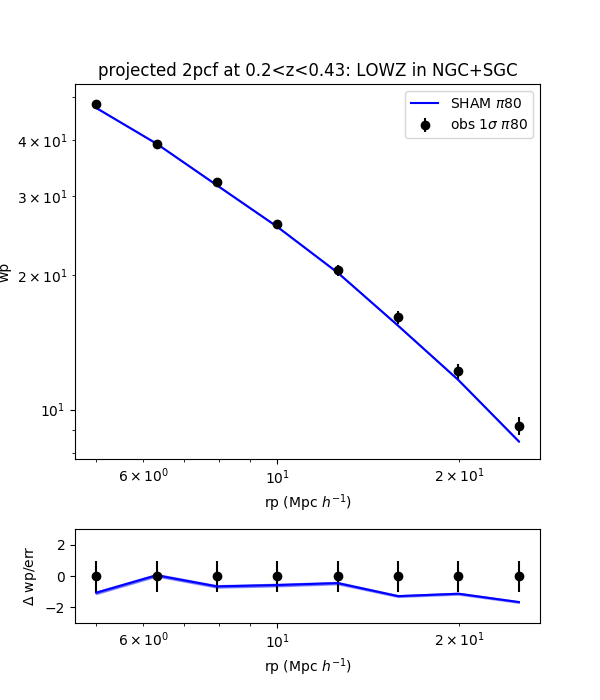 projected 2pcf at 0.2<z<0.43: LOWZ in NGC+SGC
SHAM π80
obs 1σ π80
wp
4 × 10¹
3 × 10¹
2 × 10¹
10¹
6 × 10⁰
10¹
2 × 10¹
rp (Mpc h⁻¹)
Δ wp/err
2
0
−2
6 × 10⁰
10¹
2 × 10¹
rp (Mpc h⁻¹)